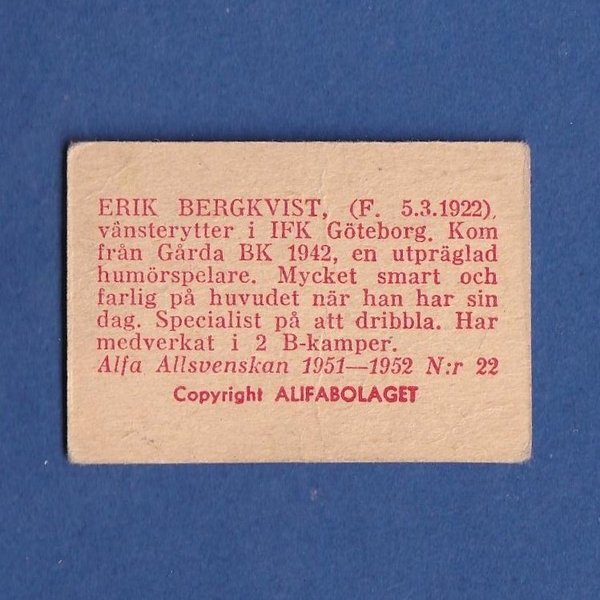 ERIK BERGKVIST, (F. 5.3.1922),
vänsterytter i IFK Göteborg. Kom
från Gårda BK 1942, en utpräglad
humörspelare. Mycket smart och
farlig på huvudet när han har sin
dag. Specialist på att dribbla. Har
medverkat i 2 B-kamper.
Alfa Allsvenskan 1951—1952 N:r 22
Copyright ALIFABOLAGET